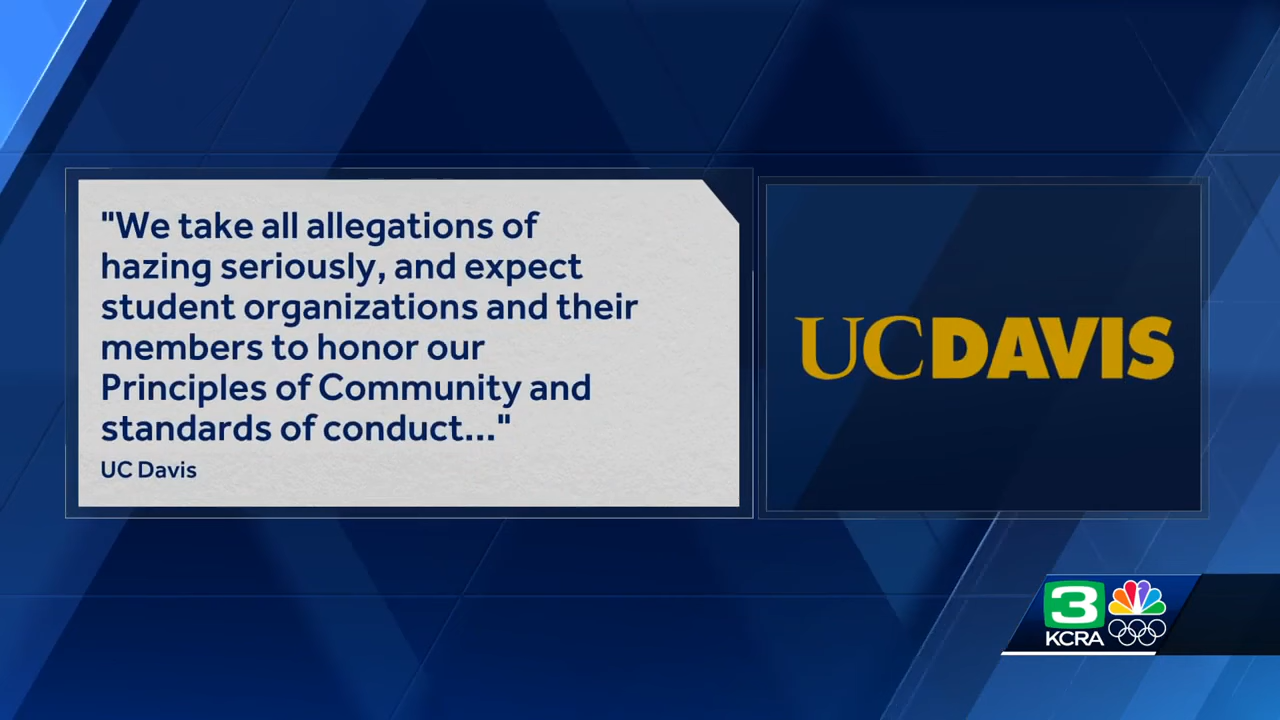 "We take all allegations of
hazing seriously, and expect
student organizations and their
members to honor our
Principles of Community and
standards of conduct..."
UC Davis
UCDAVIS
3
KCRA